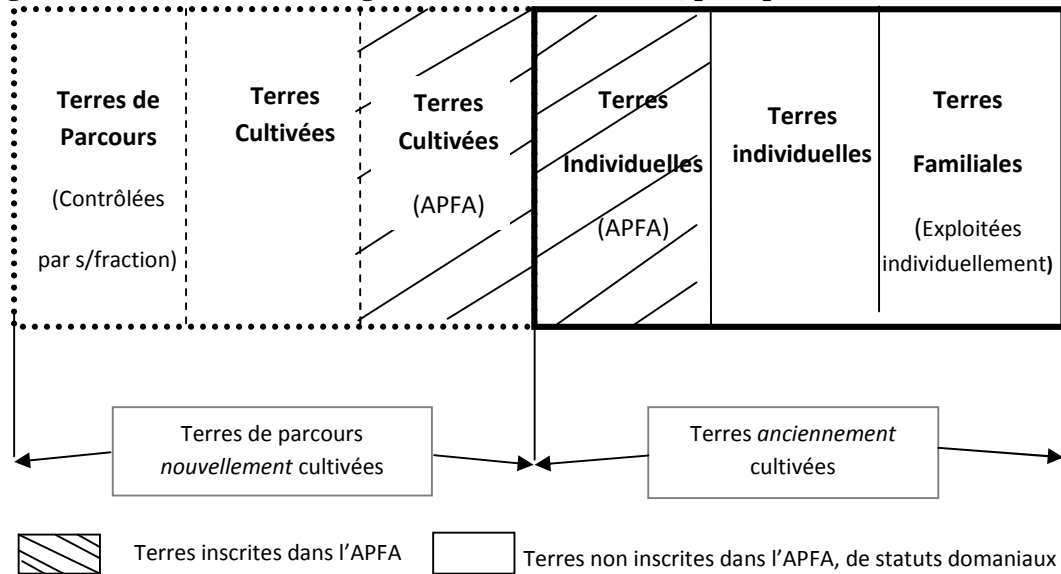 Terres de
Parcours
(Contrôlées
par s/fraction)
Terres
Cultivées
Terres
Cultivées
(APFA)
Terres
Individuelles
(APFA)
Terres
individuelles
Terres
Familiales
(Exploitées
individuellement)
Terres de parcours
nouvellement cultivées
Terres anciennement
cultivées
Terres inscrites dans l’APFA
Terres non inscrites dans l’APFA, de statuts domaniaux